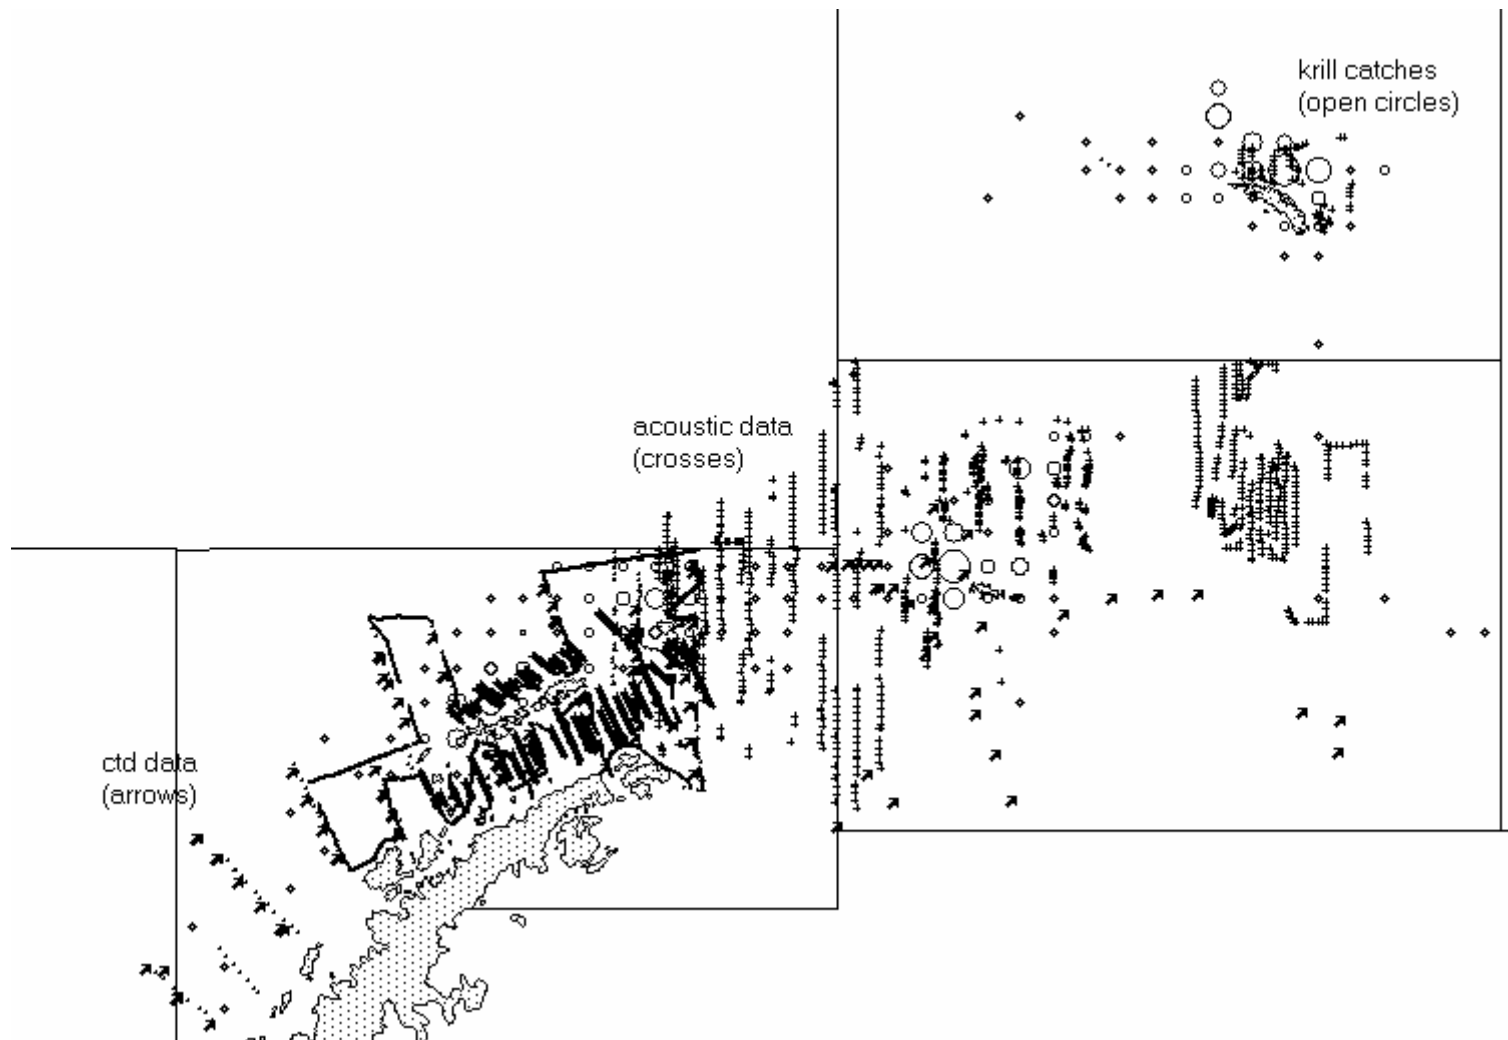 krill catches
(open circles)
acoustic data
(crosses)
ctd data
(arrows)